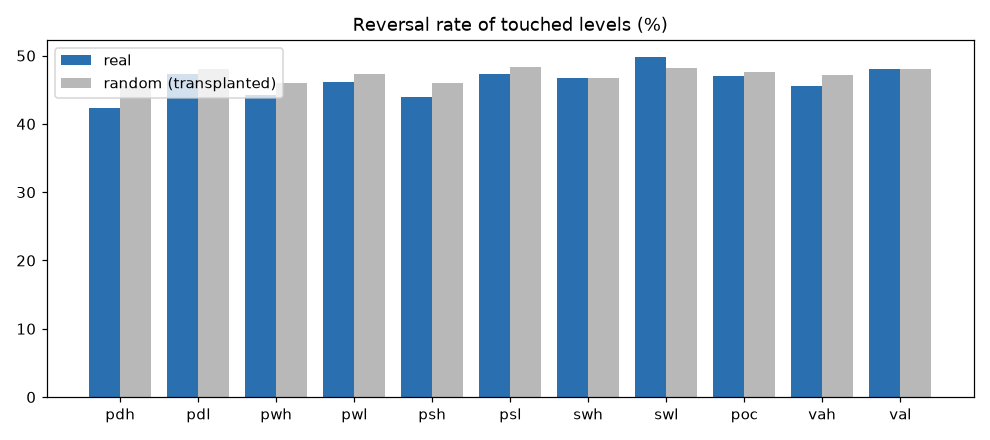 Reversal rate of touched levels (%)
real
random (transplanted)
50
40
30
20
10
0
pdh pdl pwh pwl psh psl swh swl poc vah val